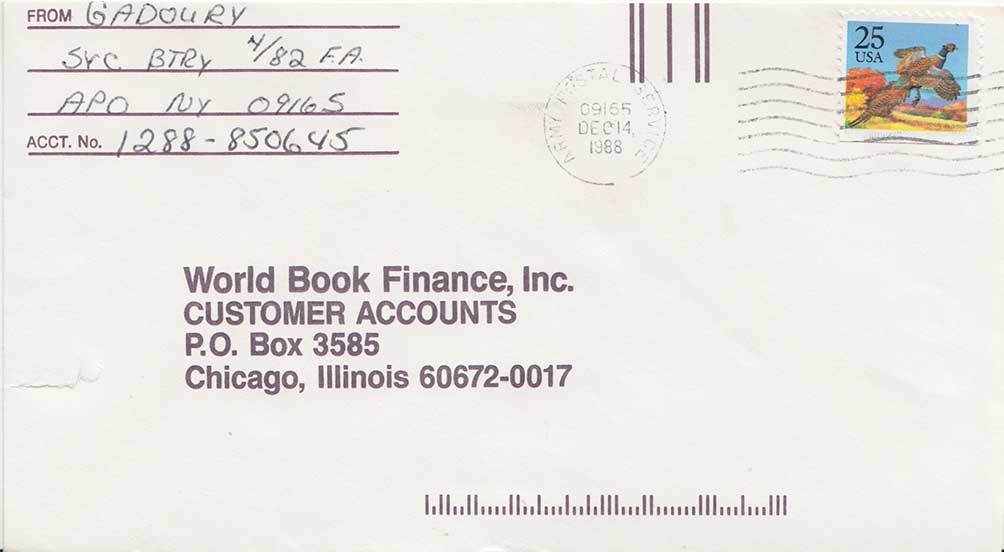 FROM GADOURY
Svc BTRy 4/82 F.A.
APO NY 09165
ACCT. No. 1288-850645
ARMY POSTAL SERVICE
09165
DEC 14,
1988
25
USA
World Book Finance, Inc.
CUSTOMER ACCOUNTS
P.O. Box 3585
Chicago, Illinois 60672-0017